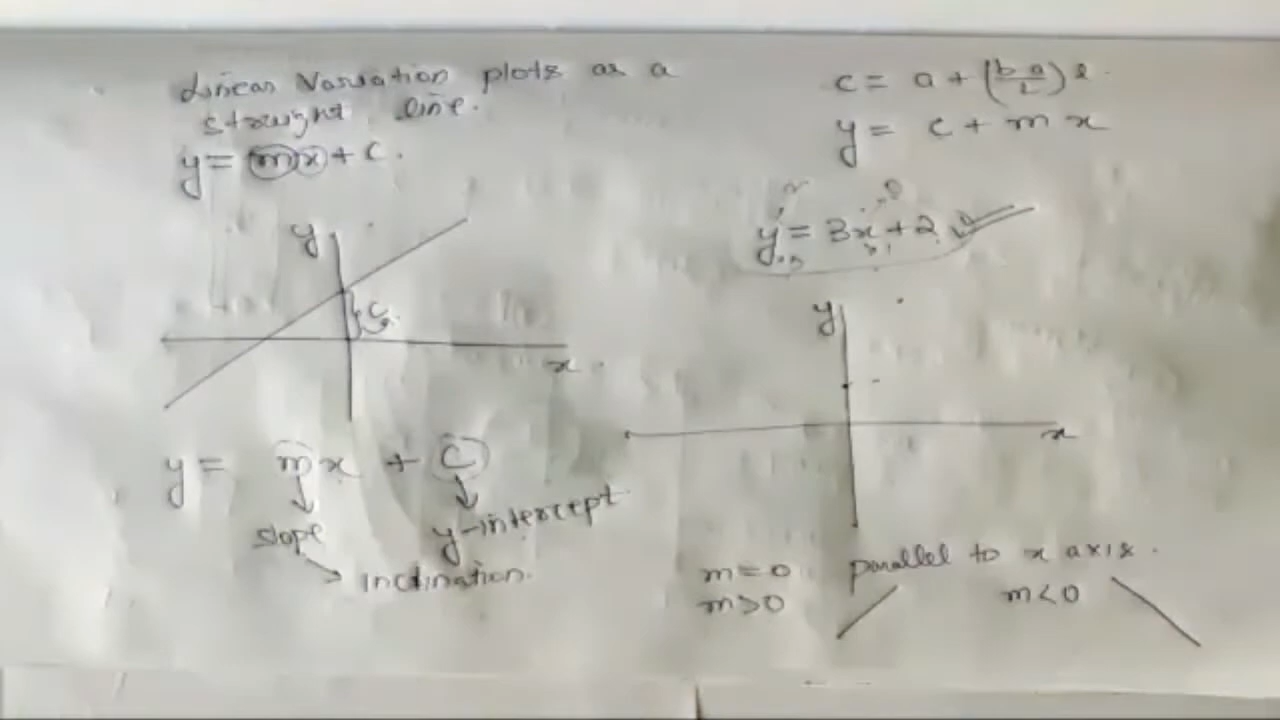 Linear Variation plots as a
straight line.
y = mx + c.
y
c
x
y = mx + c
slope
y-intercept
inclination.
c = a + (b-a/L) l.
y = c + mx
y = 3x + 2
y
x
m = 0 parallel to x axis.
m > 0 m < 0